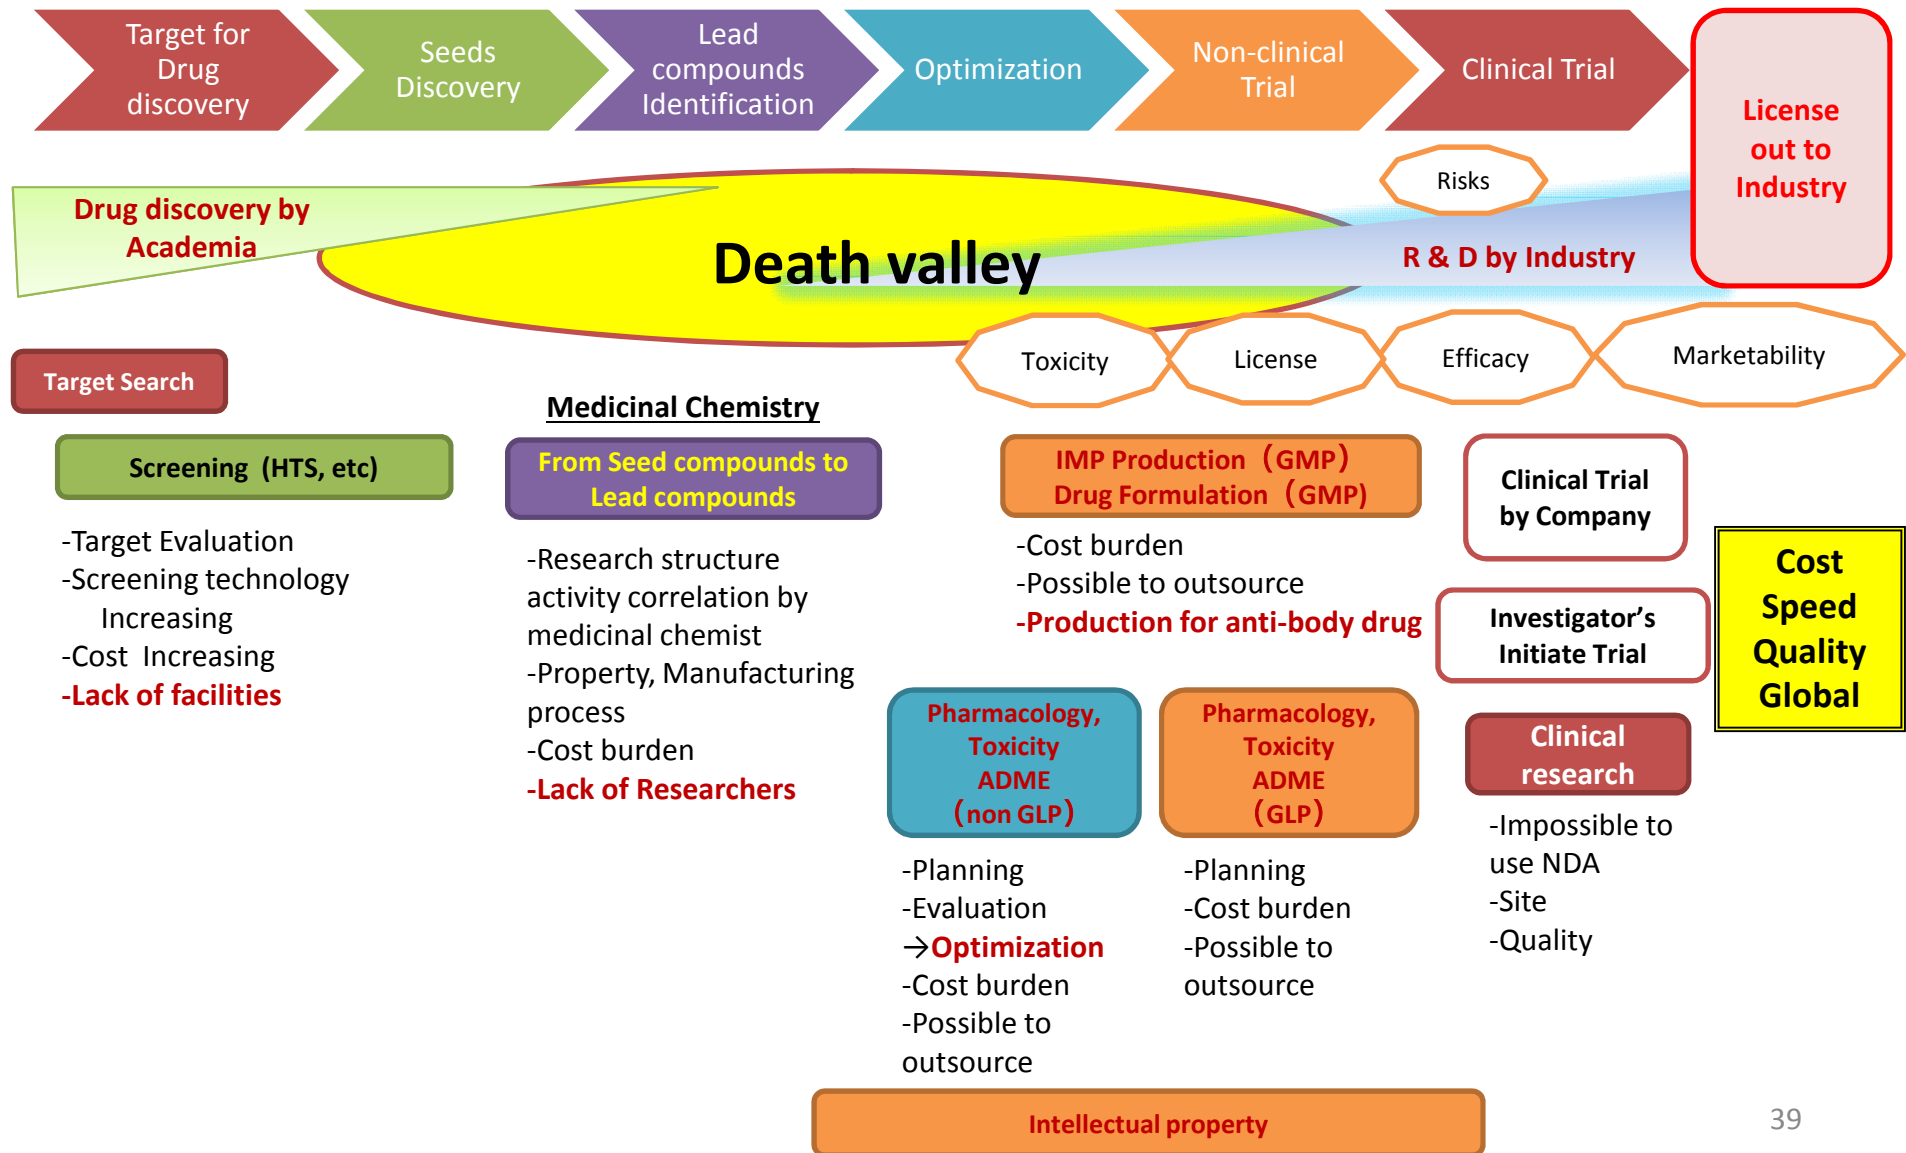 Target for
Drug
discovery
Seeds
Discovery
Lead
compounds
Identification
Optimization
Non-clinical
Trial
Clinical Trial
License
out to
Industry
Risks
Drug discovery by
Academia
Death valley
R & D by Industry
Toxicity
License
Efficacy
Marketability
Target Search
Medicinal Chemistry
Screening (HTS, etc)
-Target Evaluation
-Screening technology
Increasing
-Cost Increasing
-Lack of facilities
From Seed compounds to
Lead compounds
-Research structure
activity correlation by
medicinal chemist
-Property, Manufacturing
process
-Cost burden
-Lack of Researchers
IMP Production（GMP）
Drug Formulation（GMP)
-Cost burden
-Possible to outsource
-Production for anti-body drug
Clinical Trial
by Company
Investigator’s
Initiate Trial
Cost
Speed
Quality
Global
Pharmacology,
Toxicity
ADME
（non GLP）
-Planning
-Evaluation
→Optimization
-Cost burden
-Possible to
outsource
Pharmacology,
Toxicity
ADME
（GLP）
-Planning
-Cost burden
-Possible to
outsource
Clinical
research
-Impossible to
use NDA
-Site
-Quality
Intellectual property
39